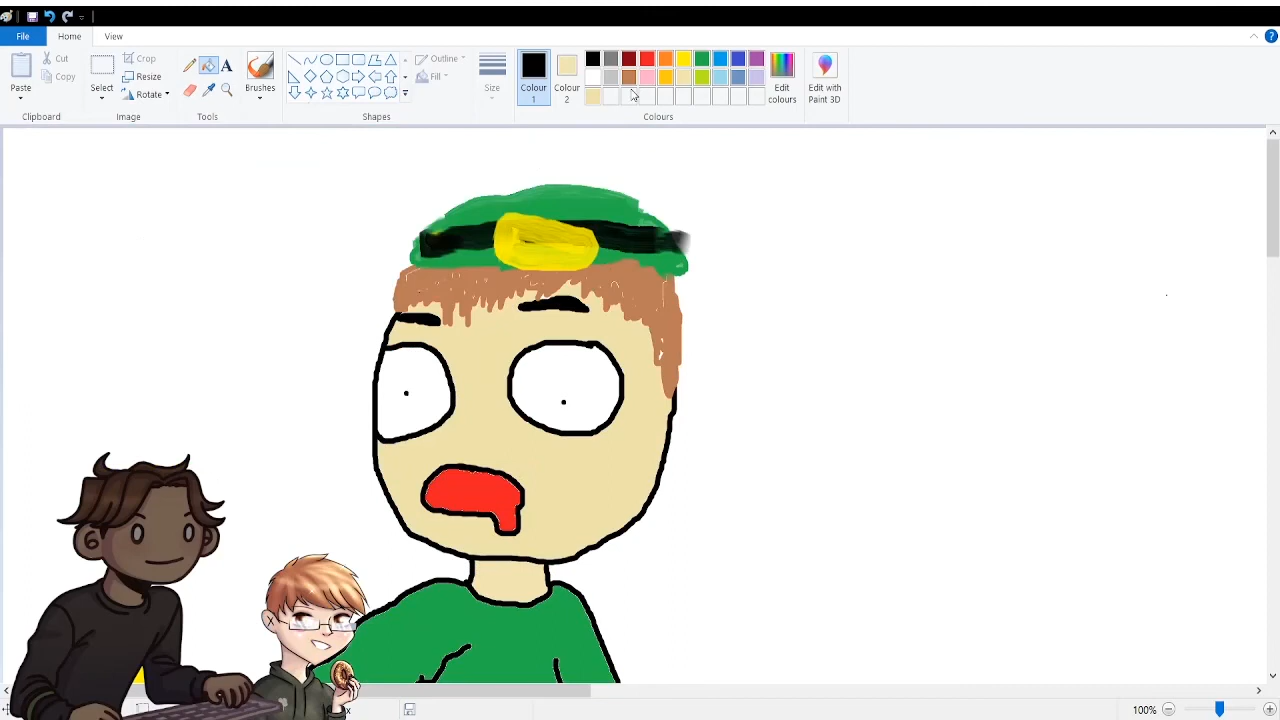 File Home View
Cut Crop Outline
Copy Resize Fill
Paste Select Rotate Brushes Size Colour 1 Colour 2 Edit colours Edit with Paint 3D
Clipboard Image Tools Shapes Colours
100%